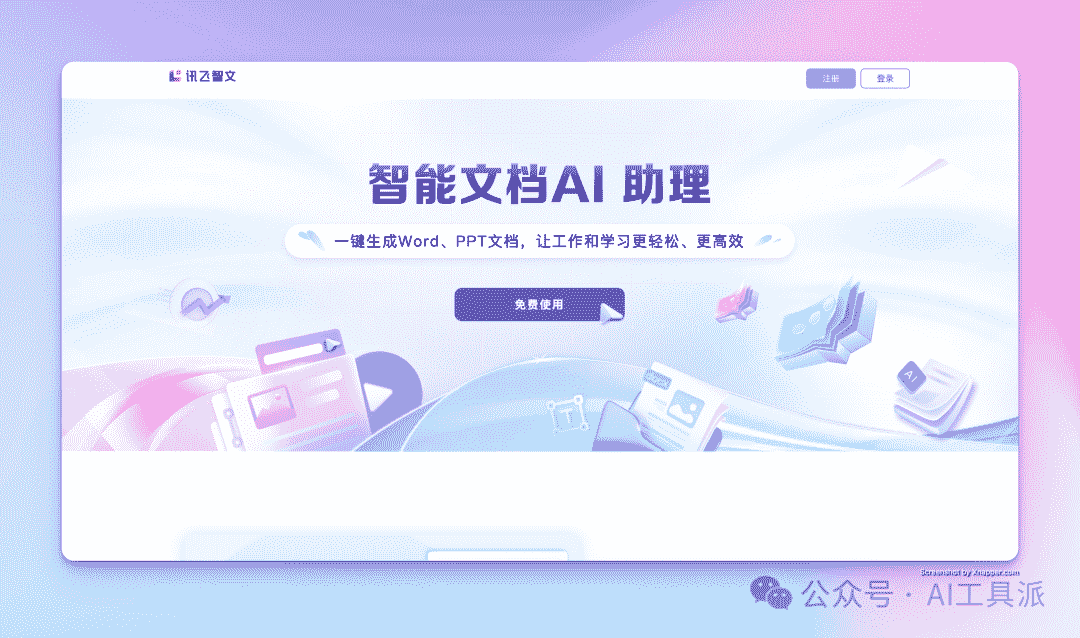 讯飞智文
注册
登录
智能文档AI 助理
一键生成Word、PPT文档，让工作和学习更轻松、更高效
免费使用
AI
T
Screenshot by Xnapper.com
公众号 · AI工具派